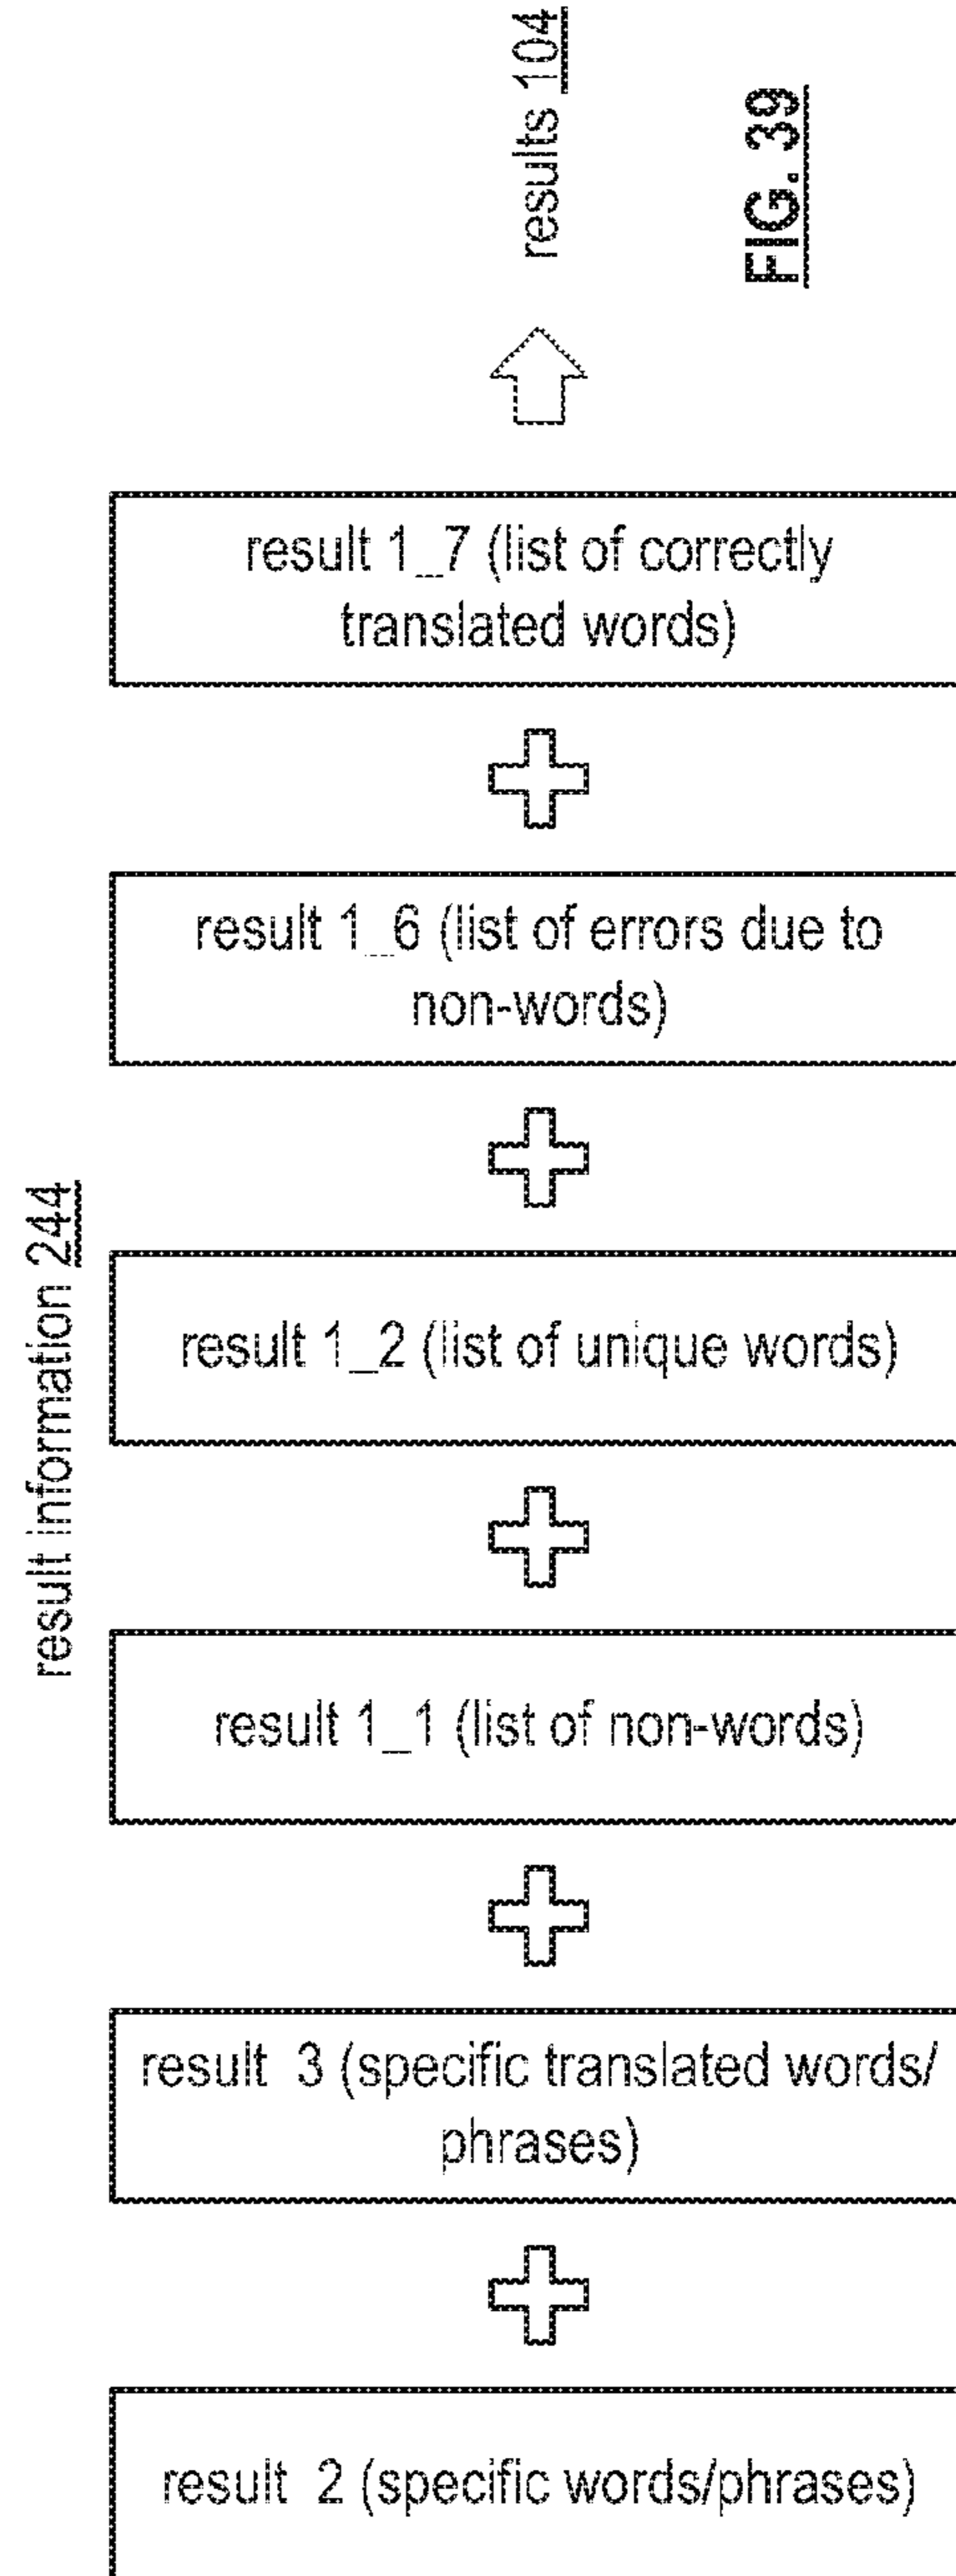 results 104
FIG. 39
result 1_7 (list of correctly
translated words)
result 1_6 (list of errors due to
non-words)
result information 244
result 1_2 (list of unique words)
result 1_1 (list of non-words)
result 3 (specific translated words/
phrases)
result 2 (specific words/phrases)